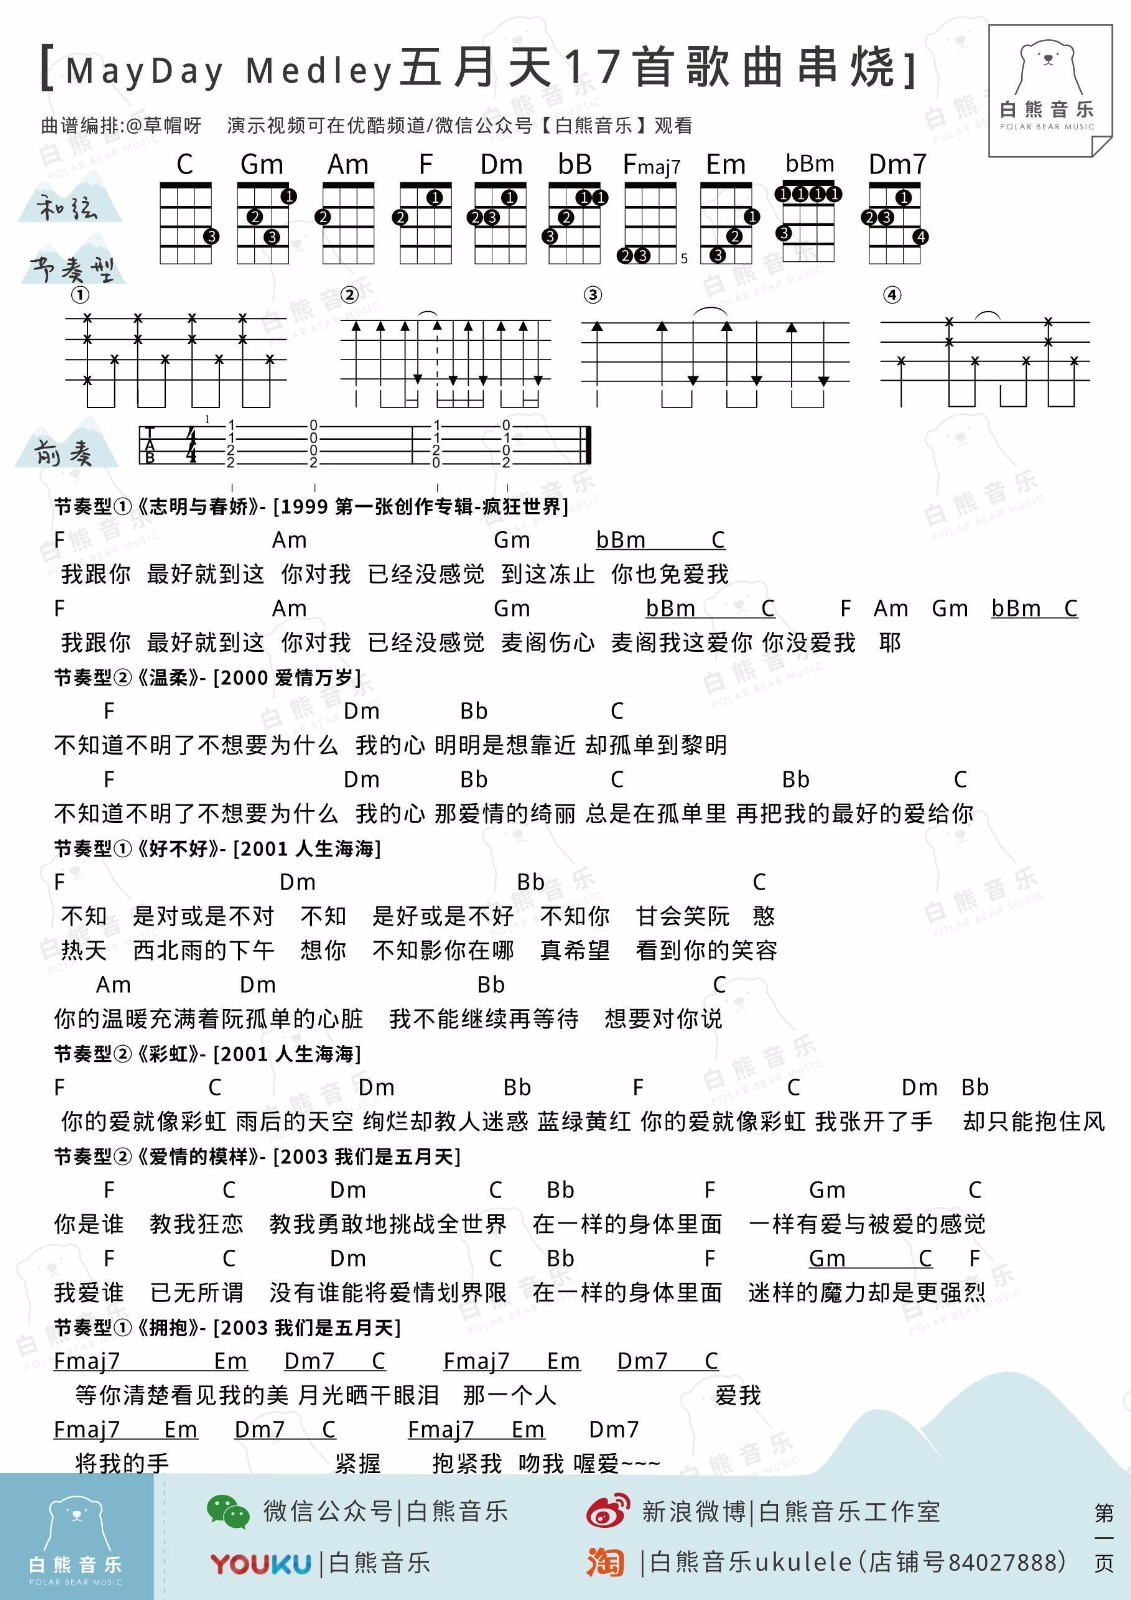 [ MayDay Medley五月天17首歌曲串烧]
白熊音乐
POLAR BEAR MUSIC
曲谱编排:@草帽呀 演示视频可在优酷频道/微信公众号【白熊音乐】观看
和弦
C Gm Am F Dm bB Fmaj7 Em bBm Dm7
5
节奏型
① ② ③ ④
前奏
节奏型①《志明与春娇》- [1999 第一张创作专辑-疯狂世界]
F Am Gm bBm C
我跟你 最好就到这 你对我 已经没感觉 到这冻止 你也免爱我
F Am Gm bBm C F Am Gm bBm C
我跟你 最好就到这 你对我 已经没感觉 麦阁伤心 麦阁我这爱你 你没爱我 耶
节奏型②《温柔》- [2000 爱情万岁]
F Dm Bb C
不知道不明了不想要为什么 我的心 明明是想靠近 却孤单到黎明
F Dm Bb C Bb C
不知道不明了不想要为什么 我的心 那爱情的绮丽 总是在孤单里 再把我的最好的爱给你
节奏型①《好不好》- [2001 人生海海]
F Dm Bb C
不知 是对或是不对 不知 是好或是不好 不知你 甘会笑阮 憨
热天 西北雨的下午 想你 不知影你在哪 真希望 看到你的笑容
Am Dm Bb C
你的温暖充满着阮孤单的心脏 我不能继续再等待 想要对你说
节奏型②《彩虹》- [2001 人生海海]
F C Dm Bb F C Dm Bb
你的爱就像彩虹 雨后的天空 绚烂却教人迷惑 蓝绿黄红 你的爱就像彩虹 我张开了手 却只能抱住风
节奏型②《爱情的模样》- [2003 我们是五月天]
F C Dm C Bb F Gm C
你是谁 教我狂恋 教我勇敢地挑战全世界 在一样的身体里面 一样有爱与被爱的感觉
F C Dm C Bb F Gm C F
我爱谁 已无所谓 没有谁能将爱情划界限 在一样的身体里面 迷样的魔力却是更强烈
节奏型①《拥抱》- [2003 我们是五月天]
Fmaj7 Em Dm7 C Fmaj7 Em Dm7 C
等你清楚看见我的美 月光晒干眼泪 那一个人 爱我
Fmaj7 Em Dm7 C Fmaj7 Em Dm7
将我的手 紧握 抱紧我 吻我 喔爱~~~
白熊音乐
POLAR BEAR MUSIC
微信公众号|白熊音乐
新浪微博|白熊音乐工作室
YOUKU|白熊音乐
淘 |白熊音乐ukulele(店铺号84027888)
第一页